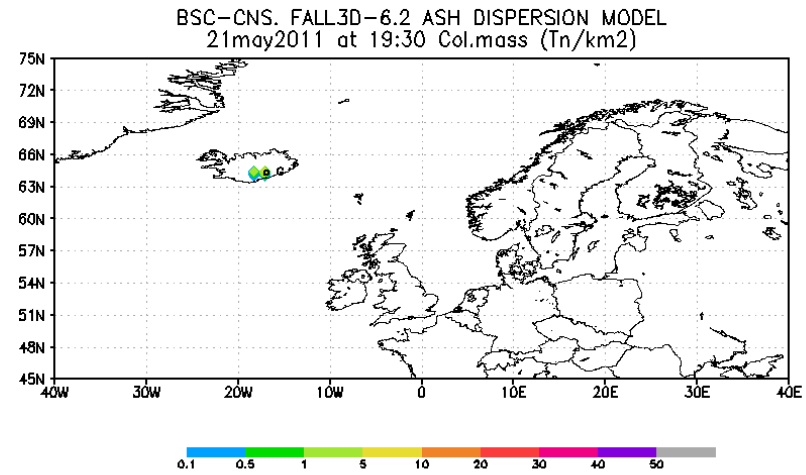 BSC-CNS. FALL3D-6.2 ASH DISPERSION MODEL
21may2011 at 19:30 Col.mass (Tn/km2)
75N
72N
69N
66N
63N
60N
57N
54N
51N
48N
45N
40W 30W 20W 10W 0 10E 20E 30E 40E
0.1 0.5 1 5 10 20 30 40 50